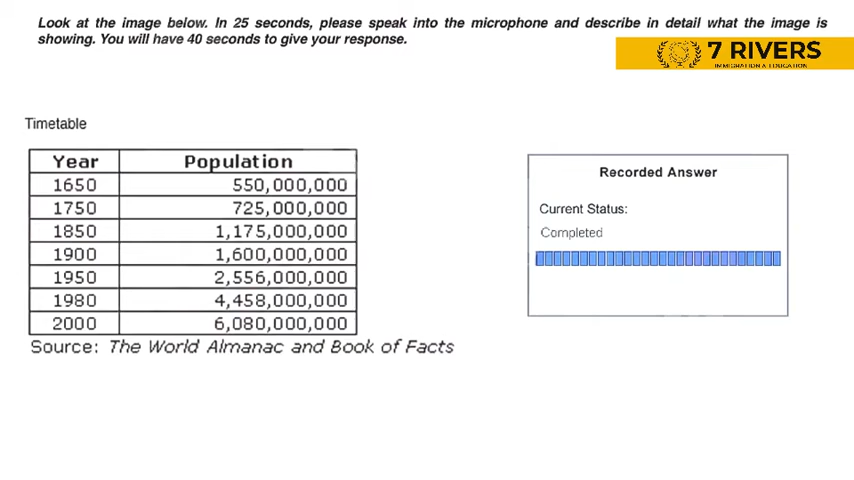 Look at the image below. In 25 seconds, please speak into the microphone and describe in detail what the image is
showing. You will have 40 seconds to give your response.
7 RIVERS
IMMIGRATION & EDUCATION
Timetable
Year Population
1650 550,000,000
1750 725,000,000
1850 1,175,000,000
1900 1,600,000,000
1950 2,556,000,000
1980 4,458,000,000
2000 6,080,000,000
Source: The World Almanac and Book of Facts
Recorded Answer
Current Status:
Completed